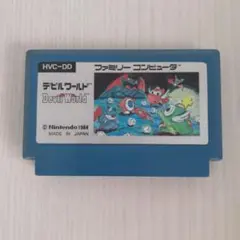 HVC-DD
ファミリー コンピュータ
デビルワールド
Devil World
© Nintendo 1984
MADE IN JAPAN